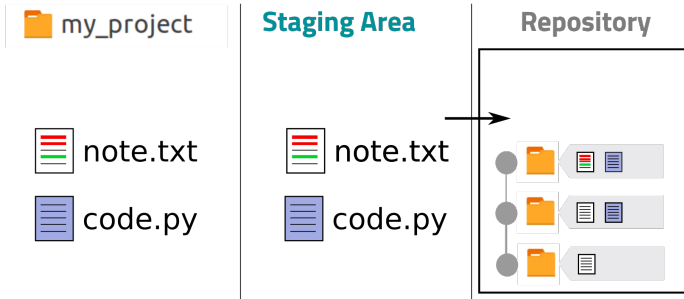 my_project
Staging Area
Repository
note.txt
note.txt
code.py
code.py